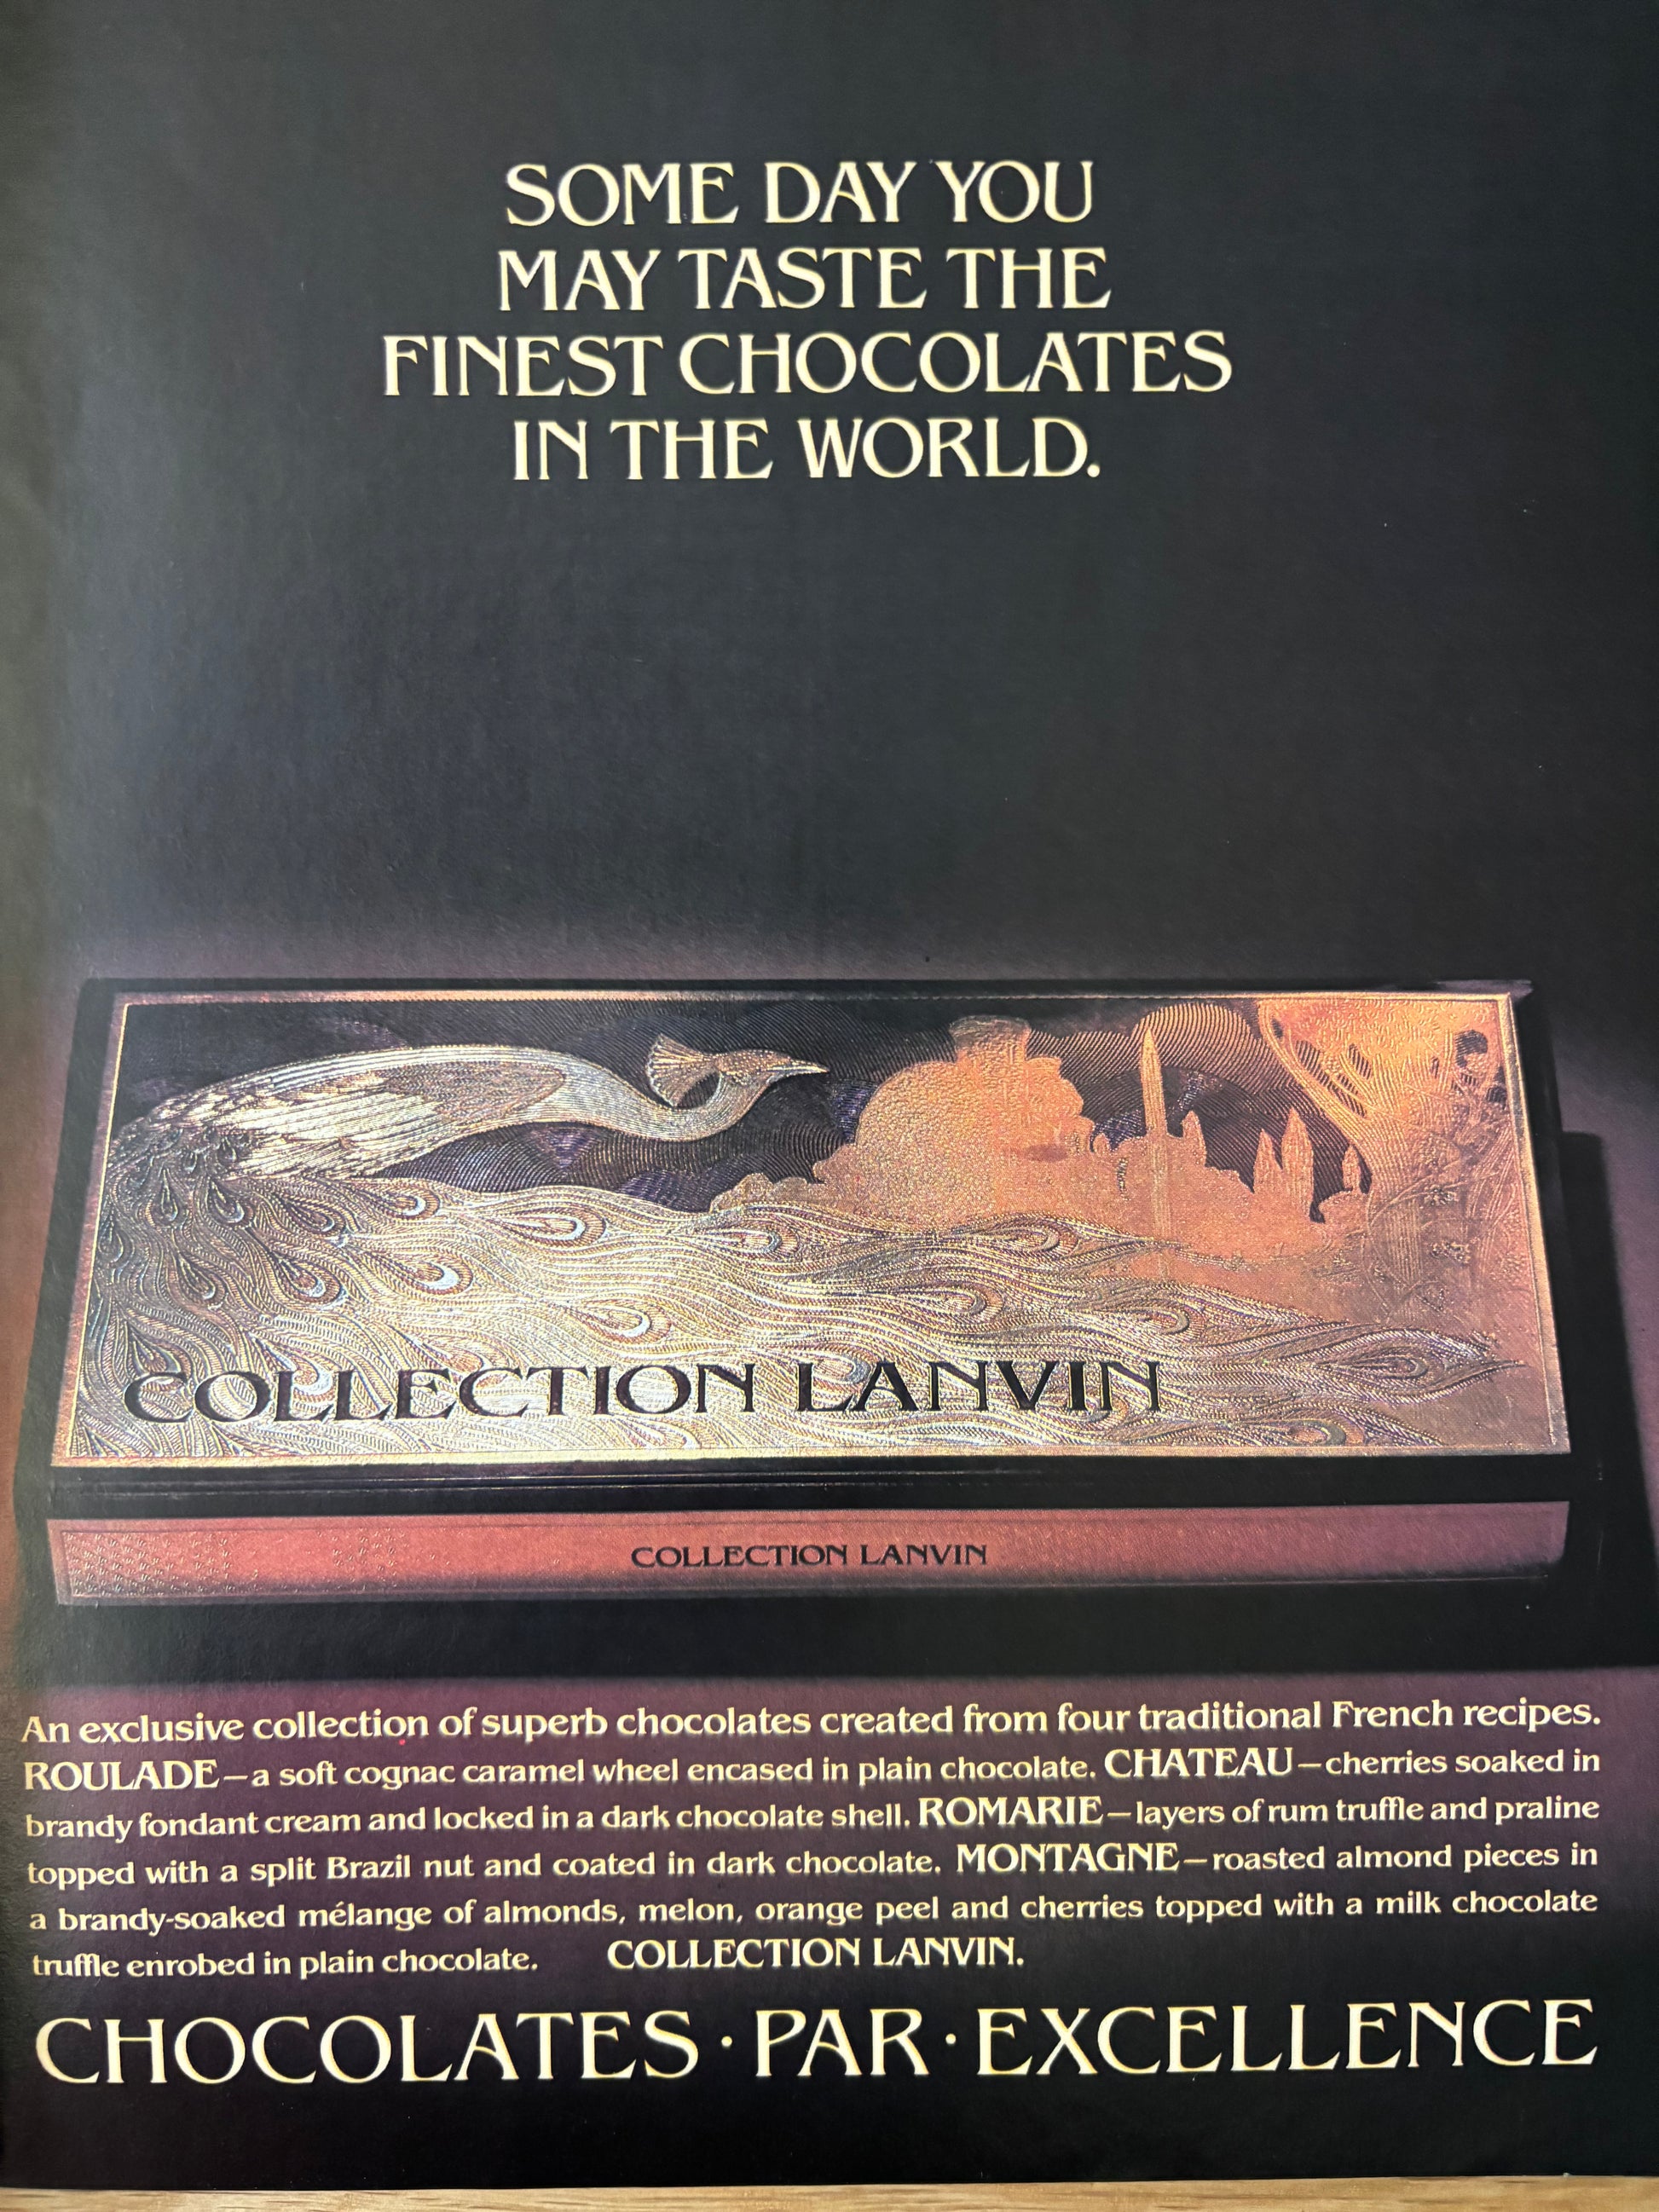 SOME DAY YOU
MAY TASTE THE
FINEST CHOCOLATES
IN THE WORLD.
COLLECTION LANVIN
COLLECTION LANVIN
An exclusive collection of superb chocolates created from four traditional French recipes.
ROULADE—a soft cognac caramel wheel encased in plain chocolate. CHATEAU—cherries soaked in
brandy fondant cream and locked in a dark chocolate shell. ROMARIE—layers of rum truffle and praline
topped with a split Brazil nut and coated in dark chocolate. MONTAGNE—roasted almond pieces in
a brandy-soaked mélange of almonds, melon, orange peel and cherries topped with a milk chocolate
truffle enrobed in plain chocolate. COLLECTION LANVIN.
CHOCOLATES·PAR·EXCELLENCE